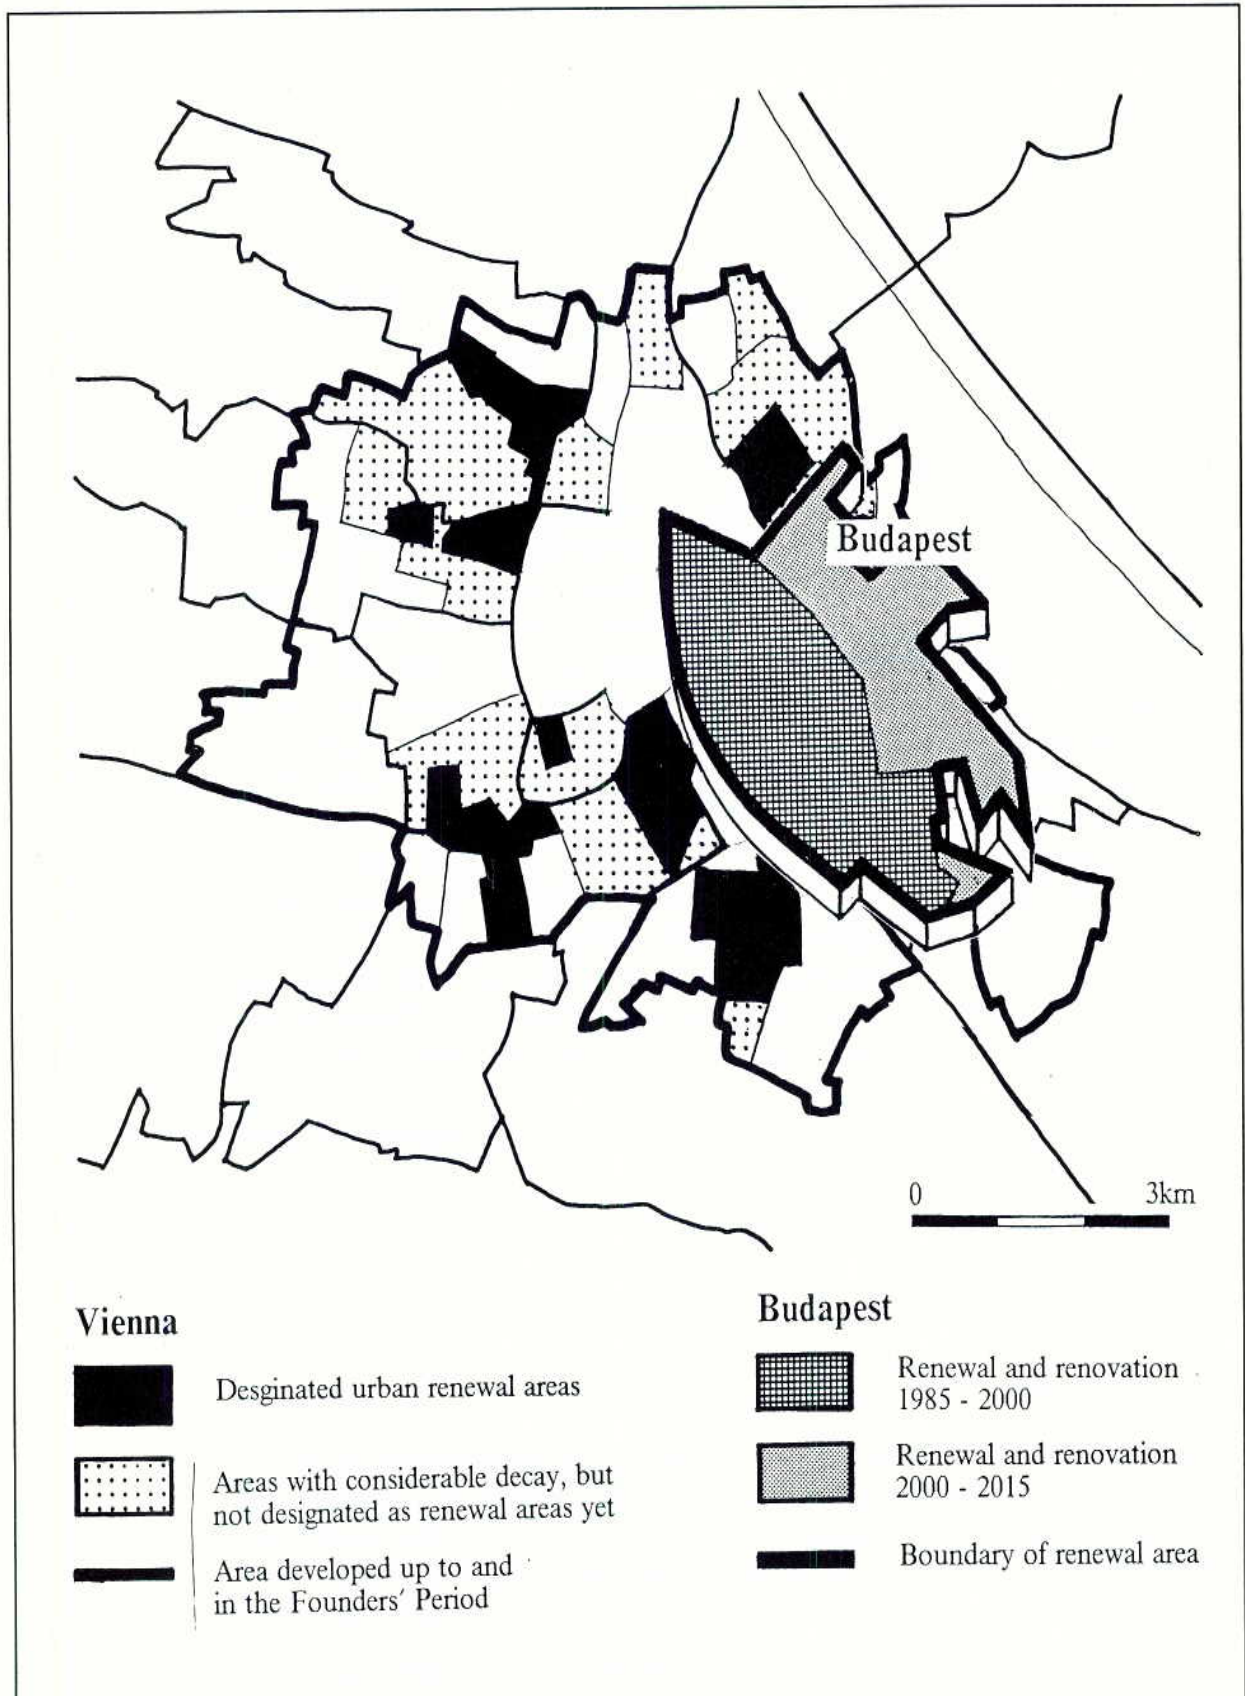 Budapest
0 3km
Vienna
Desginated urban renewal areas
Areas with considerable decay, but
not designated as renewal areas yet
Area developed up to and
in the Founders' Period
Budapest
Renewal and renovation
1985 - 2000
Renewal and renovation
2000 - 2015
Boundary of renewal area